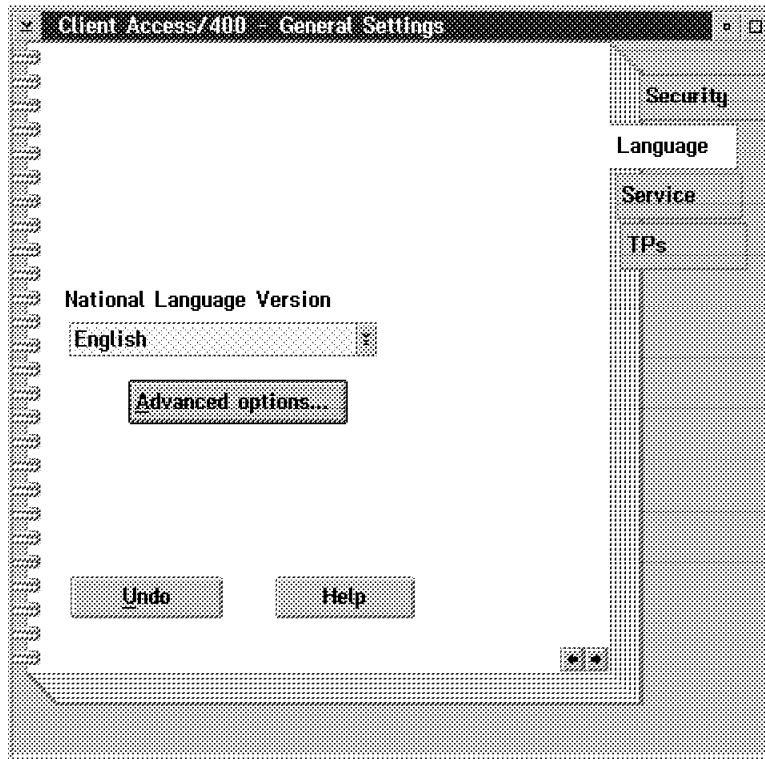 Client Access/400 - General Settings
Security
Language
Service
TPs
National Language Version
English
Advanced options...
Undo
Help